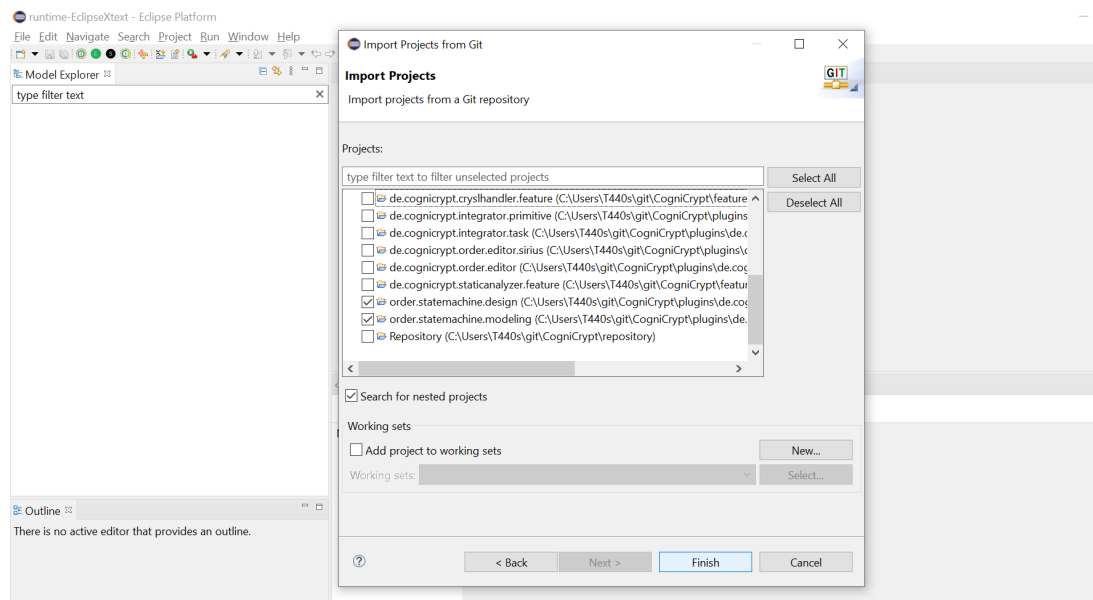 runtime-EclipseXtext - Eclipse Platform
File Edit Navigate Search Project Run Window Help
Model Explorer
type filter text
Outline
There is no active editor that provides an outline.
Import Projects from Git
Import Projects
Import projects from a Git repository
GIT
Projects:
type filter text to filter unselected projects
Select All
Deselect All
de.cognicrypt.cryslhandler.feature (C:\Users\T440s\git\CogniCrypt\feature
de.cognicrypt.integrator.primitive (C:\Users\T440s\git\CogniCrypt\plugins
de.cognicrypt.integrator.task (C:\Users\T440s\git\CogniCrypt\plugins\de.c
de.cognicrypt.order.editor.sirius (C:\Users\T440s\git\CogniCrypt\plugins\c
de.cognicrypt.order.editor (C:\Users\T440s\git\CogniCrypt\plugins\de.cog
de.cognicrypt.staticanalyzer.feature (C:\Users\T440s\git\CogniCrypt\featur
order.statemachine.design (C:\Users\T440s\git\CogniCrypt\plugins\de.cog
order.statemachine.modeling (C:\Users\T440s\git\CogniCrypt\plugins\de.
Repository (C:\Users\T440s\git\CogniCrypt\repository)
Search for nested projects
Working sets
Add project to working sets
New...
Working sets:
Select...
< Back
Next >
Finish
Cancel